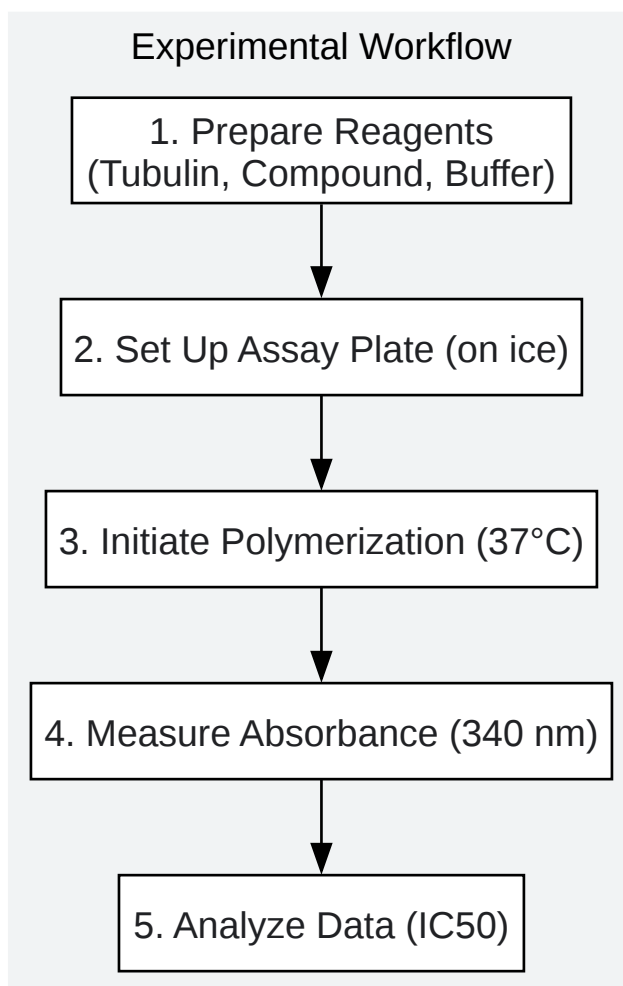 Experimental Workflow
1. Prepare Reagents
(Tubulin, Compound, Buffer)
2. Set Up Assay Plate (on ice)
3. Initiate Polymerization (37°C)
4. Measure Absorbance (340 nm)
5. Analyze Data (IC50)